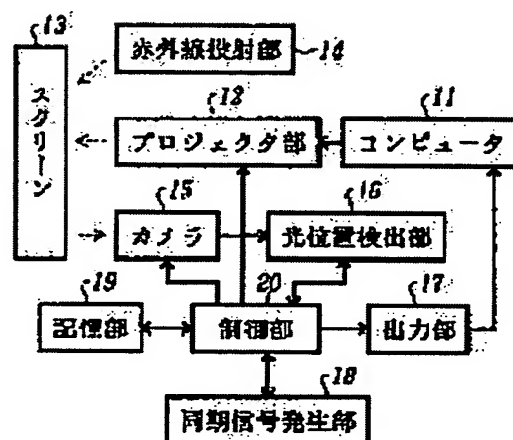 13
スクリーン
赤外線投射部
14
12
プロジェクタ部
11
コンピュータ
15
カメラ
16
光位置検出部
19
記憶部
20
制御部
17
出力部
18
同期信号発生部